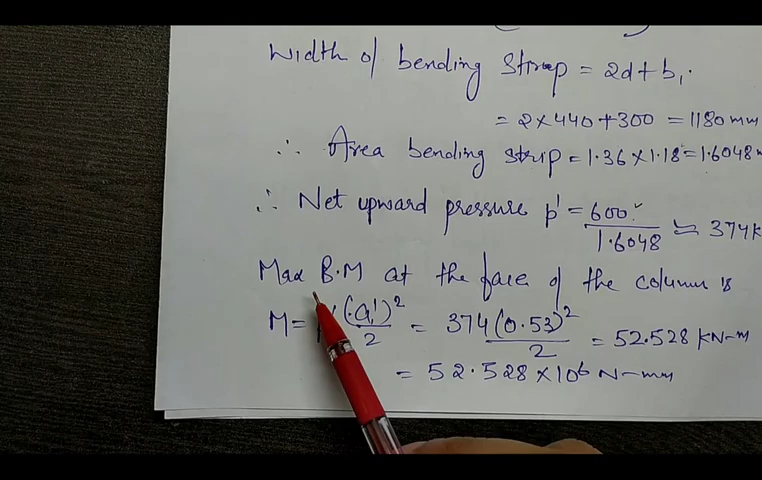 Width of bending Strap = 2d + b₁.
= 2×440+300 = 1180 mm
∴ Area bending strip = 1.36 × 1.18 = 1.6048
∴ Net upward pressure p' = 600 / 1.6048 ≃ 374 K
Max B.M at the face of the column is
M = (a₁')² / 2 = 374 (0.53)² / 2 = 52.528 KN-m
= 52.528 × 10⁶ N-mm